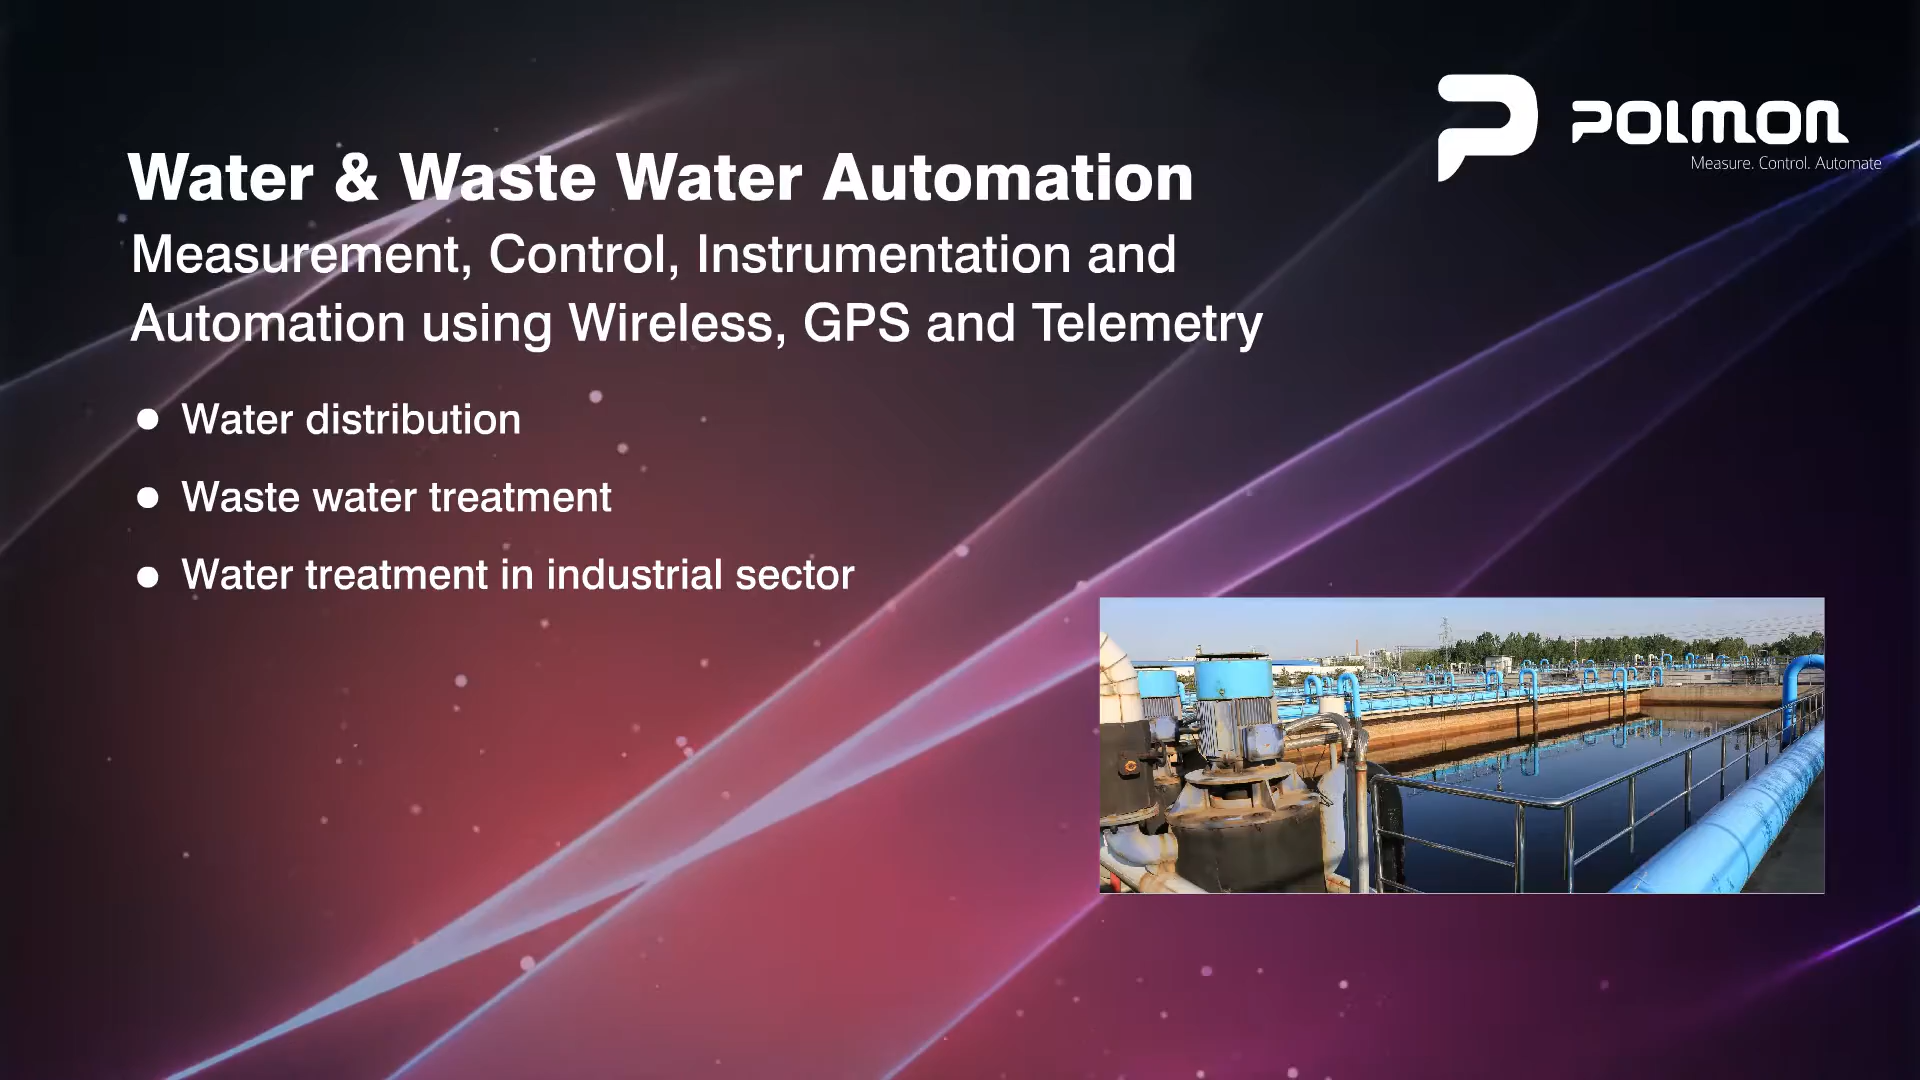 POLMON
Measure. Control. Automate
Water & Waste Water Automation
Measurement, Control, Instrumentation and
Automation using Wireless, GPS and Telemetry
● Water distribution
● Waste water treatment
● Water treatment in industrial sector